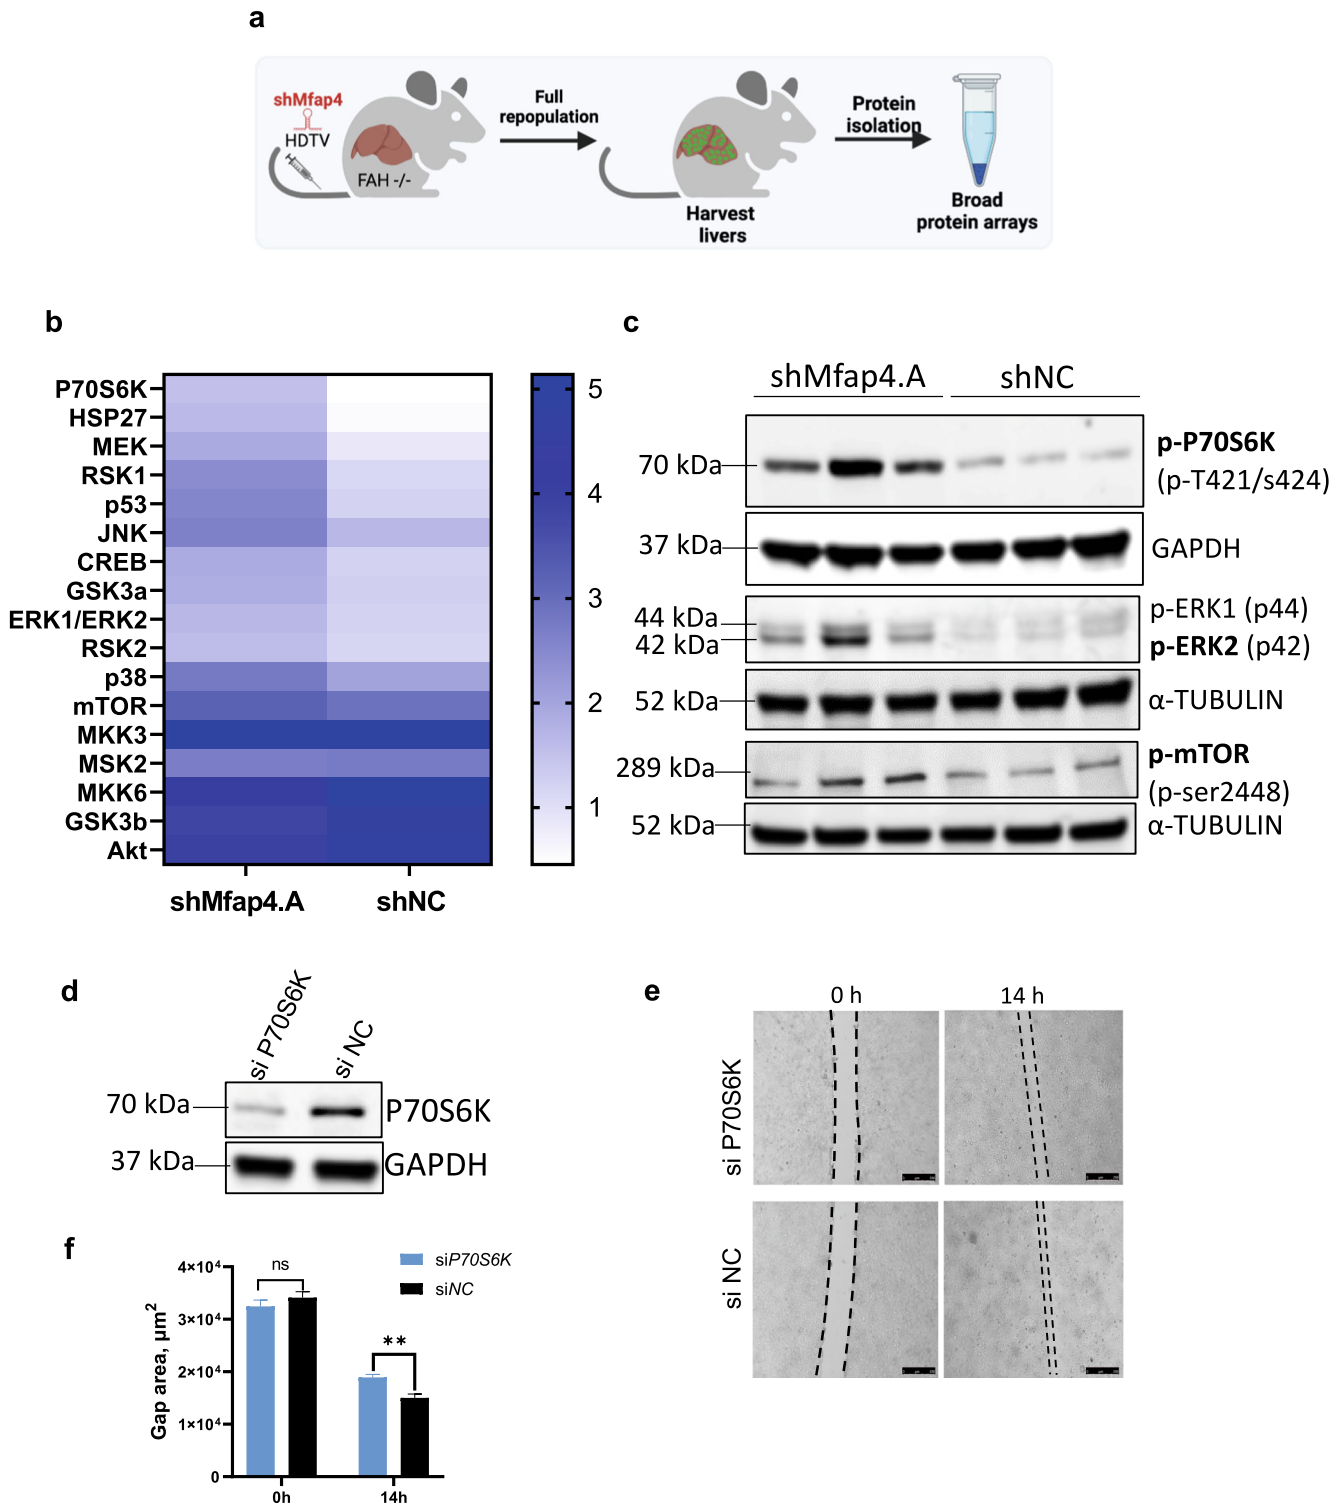 a
shMfap4
HDTV
FAH -/-
Full
repopulation
Harvest
livers
Protein
isolation
Broad
protein arrays
b
P70S6K
HSP27
MEK
RSK1
p53
JNK
CREB
GSK3a
ERK1/ERK2
RSK2
p38
mTOR
MKK3
MSK2
MKK6
GSK3b
Akt
shMfap4.A
shNC
5
4
3
2
1
c
shMfap4.A
shNC
70 kDa
p-P70S6K
(p-T421/s424)
37 kDa
GAPDH
44 kDa
p-ERK1 (p44)
42 kDa
p-ERK2 (p42)
52 kDa
α-TUBULIN
289 kDa
p-mTOR
(p-ser2448)
52 kDa
α-TUBULIN
d
si P70S6K
si NC
70 kDa
P70S6K
37 kDa
GAPDH
e
0 h
14 h
si P70S6K
si NC
f
siP70S6K
siNC
Gap area, µm²
4×10⁴
3×10⁴
2×10⁴
1×10⁴
0
ns
**
0h
14h